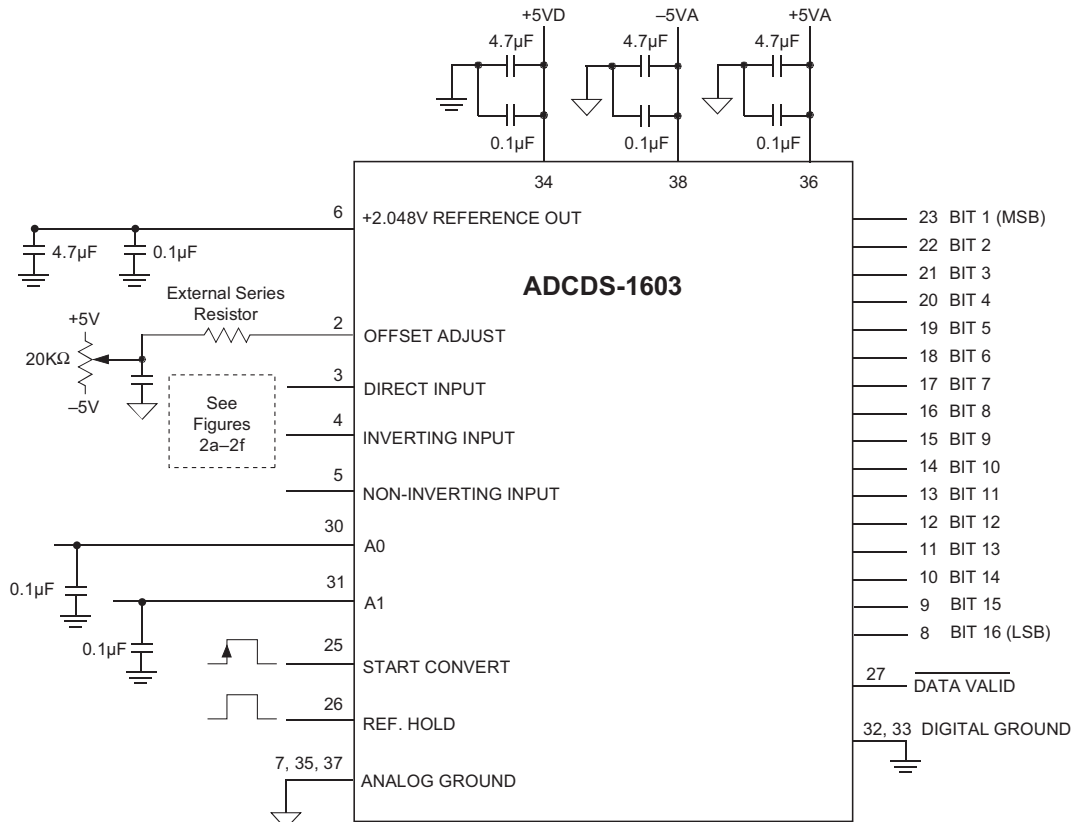 +5VD
–5VA
+5VA
4.7µF
4.7µF
4.7µF
0.1µF
0.1µF
0.1µF
34
38
36
6
+2.048V REFERENCE OUT
4.7µF
0.1µF
ADCDS-1603
External Series
Resistor
+5V
20KΩ
–5V
2
OFFSET ADJUST
3
DIRECT INPUT
See
Figures
2a–2f
4
INVERTING INPUT
5
NON-INVERTING INPUT
30
A0
0.1µF
31
A1
0.1µF
25
START CONVERT
26
REF. HOLD
7, 35, 37
ANALOG GROUND
23 BIT 1 (MSB)
22 BIT 2
21 BIT 3
20 BIT 4
19 BIT 5
18 BIT 6
17 BIT 7
16 BIT 8
15 BIT 9
14 BIT 10
13 BIT 11
12 BIT 12
11 BIT 13
10 BIT 14
9 BIT 15
8 BIT 16 (LSB)
27
DATA VALID
32, 33 DIGITAL GROUND